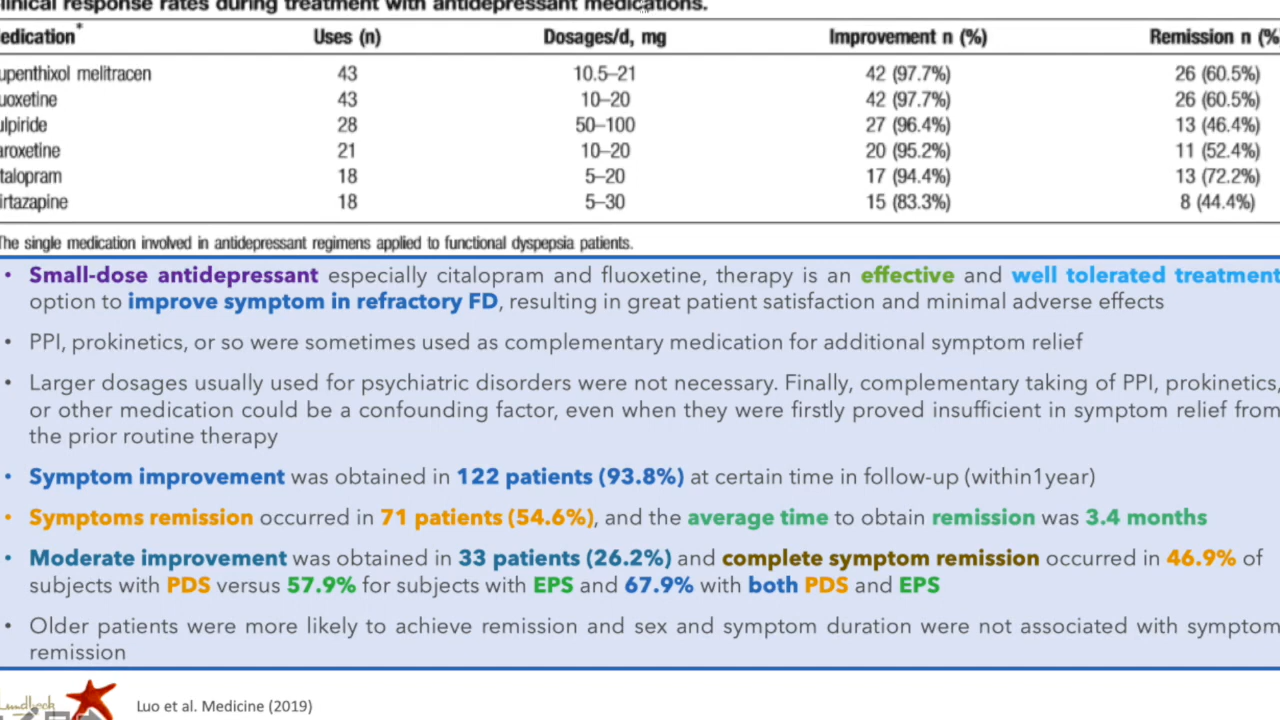 linical response rates during treatment with antidepressant medications.
edication* Uses (n) Dosages/d, mg Improvement n (%) Remission n (%
upenthixol melitracen 43 10.5–21 42 (97.7%) 26 (60.5%)
uoxetine 43 10–20 42 (97.7%) 26 (60.5%)
ulpiride 28 50–100 27 (96.4%) 13 (46.4%)
aroxetine 21 10–20 20 (95.2%) 11 (52.4%)
talopram 18 5–20 17 (94.4%) 13 (72.2%)
irtazapine 18 5–30 15 (83.3%) 8 (44.4%)
The single medication involved in antidepressant regimens applied to functional dyspepsia patients.
• Small-dose antidepressant especially citalopram and fluoxetine, therapy is an effective and well tolerated treatment
option to improve symptom in refractory FD, resulting in great patient satisfaction and minimal adverse effects
• PPI, prokinetics, or so were sometimes used as complementary medication for additional symptom relief
• Larger dosages usually used for psychiatric disorders were not necessary. Finally, complementary taking of PPI, prokinetics,
or other medication could be a confounding factor, even when they were firstly proved insufficient in symptom relief from
the prior routine therapy
• Symptom improvement was obtained in 122 patients (93.8%) at certain time in follow-up (within1year)
• Symptoms remission occurred in 71 patients (54.6%), and the average time to obtain remission was 3.4 months
• Moderate improvement was obtained in 33 patients (26.2%) and complete symptom remission occurred in 46.9% of
subjects with PDS versus 57.9% for subjects with EPS and 67.9% with both PDS and EPS
• Older patients were more likely to achieve remission and sex and symptom duration were not associated with symptom
remission
Lundbeck
Luo et al. Medicine (2019)